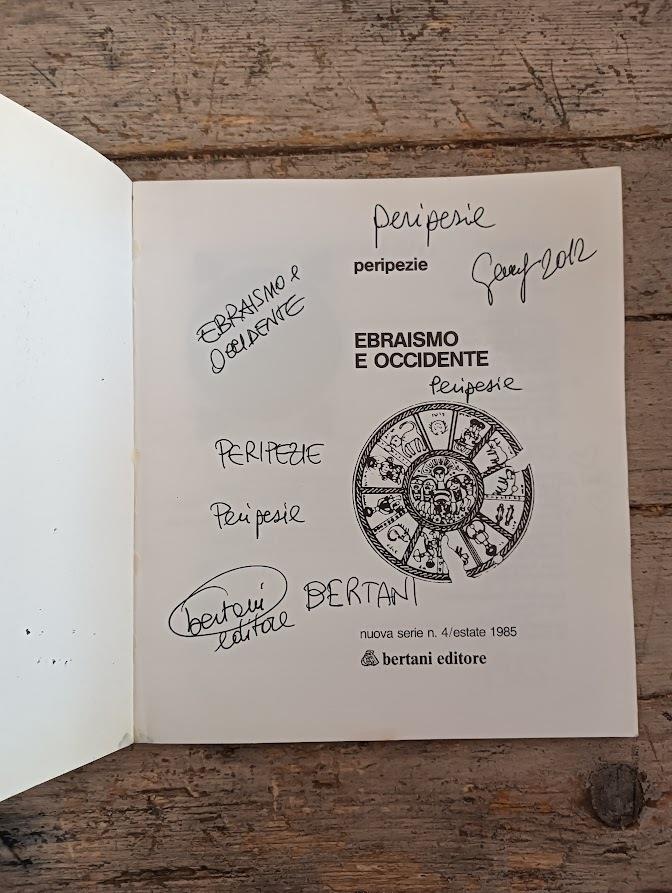 peripezie
peripezie
2012
EBRAISMO e
OCCIDENTE
EBRAISMO
E OCCIDENTE
Peripezie
PERIPEZIE
Peripezie
bertani
editore
BERTANI
nuova serie n. 4/estate 1985
bertani editore